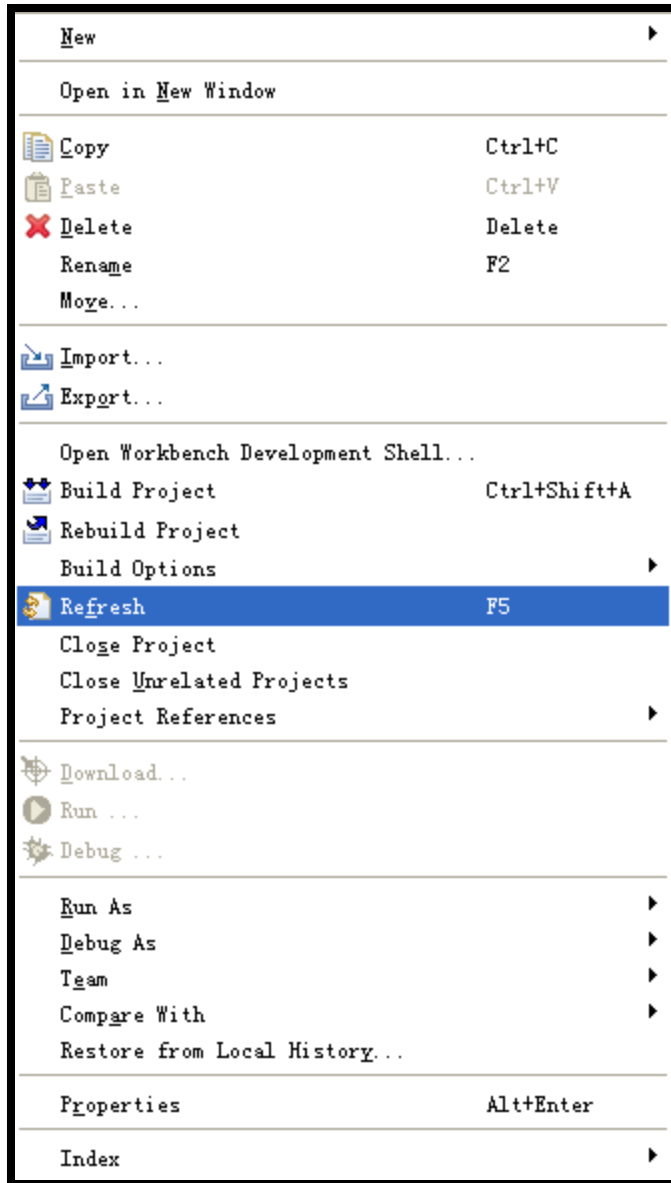 New
Open in New Window
Copy Ctrl+C
Paste Ctrl+V
Delete Delete
Rename F2
Move...
Import...
Export...
Open Workbench Development Shell...
Build Project Ctrl+Shift+A
Rebuild Project
Build Options
Refresh F5
Close Project
Close Unrelated Projects
Project References
Download...
Run ...
Debug ...
Run As
Debug As
Team
Compare With
Restore from Local History...
Properties Alt+Enter
Index